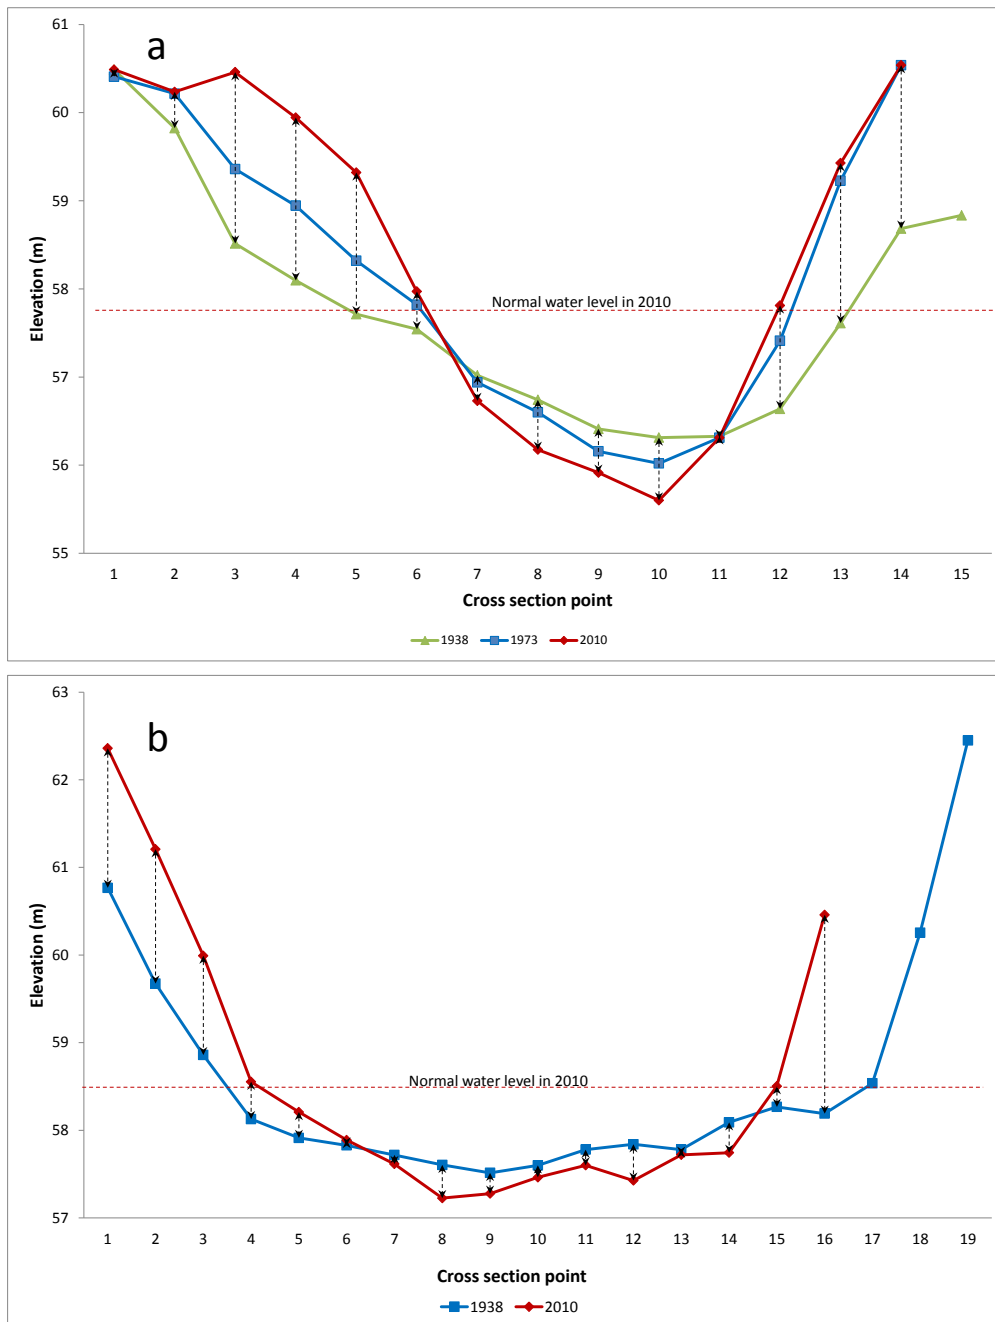 a
61
60
59
58
57
56
55
Elevation (m)
Normal water level in 2010
1 2 3 4 5 6 7 8 9 10 11 12 13 14 15
Cross section point
1938 1973 2010
b
63
62
61
60
59
58
57
Elevation (m)
Normal water level in 2010
1 2 3 4 5 6 7 8 9 10 11 12 13 14 15 16 17 18 19
Cross section point
1938 2010